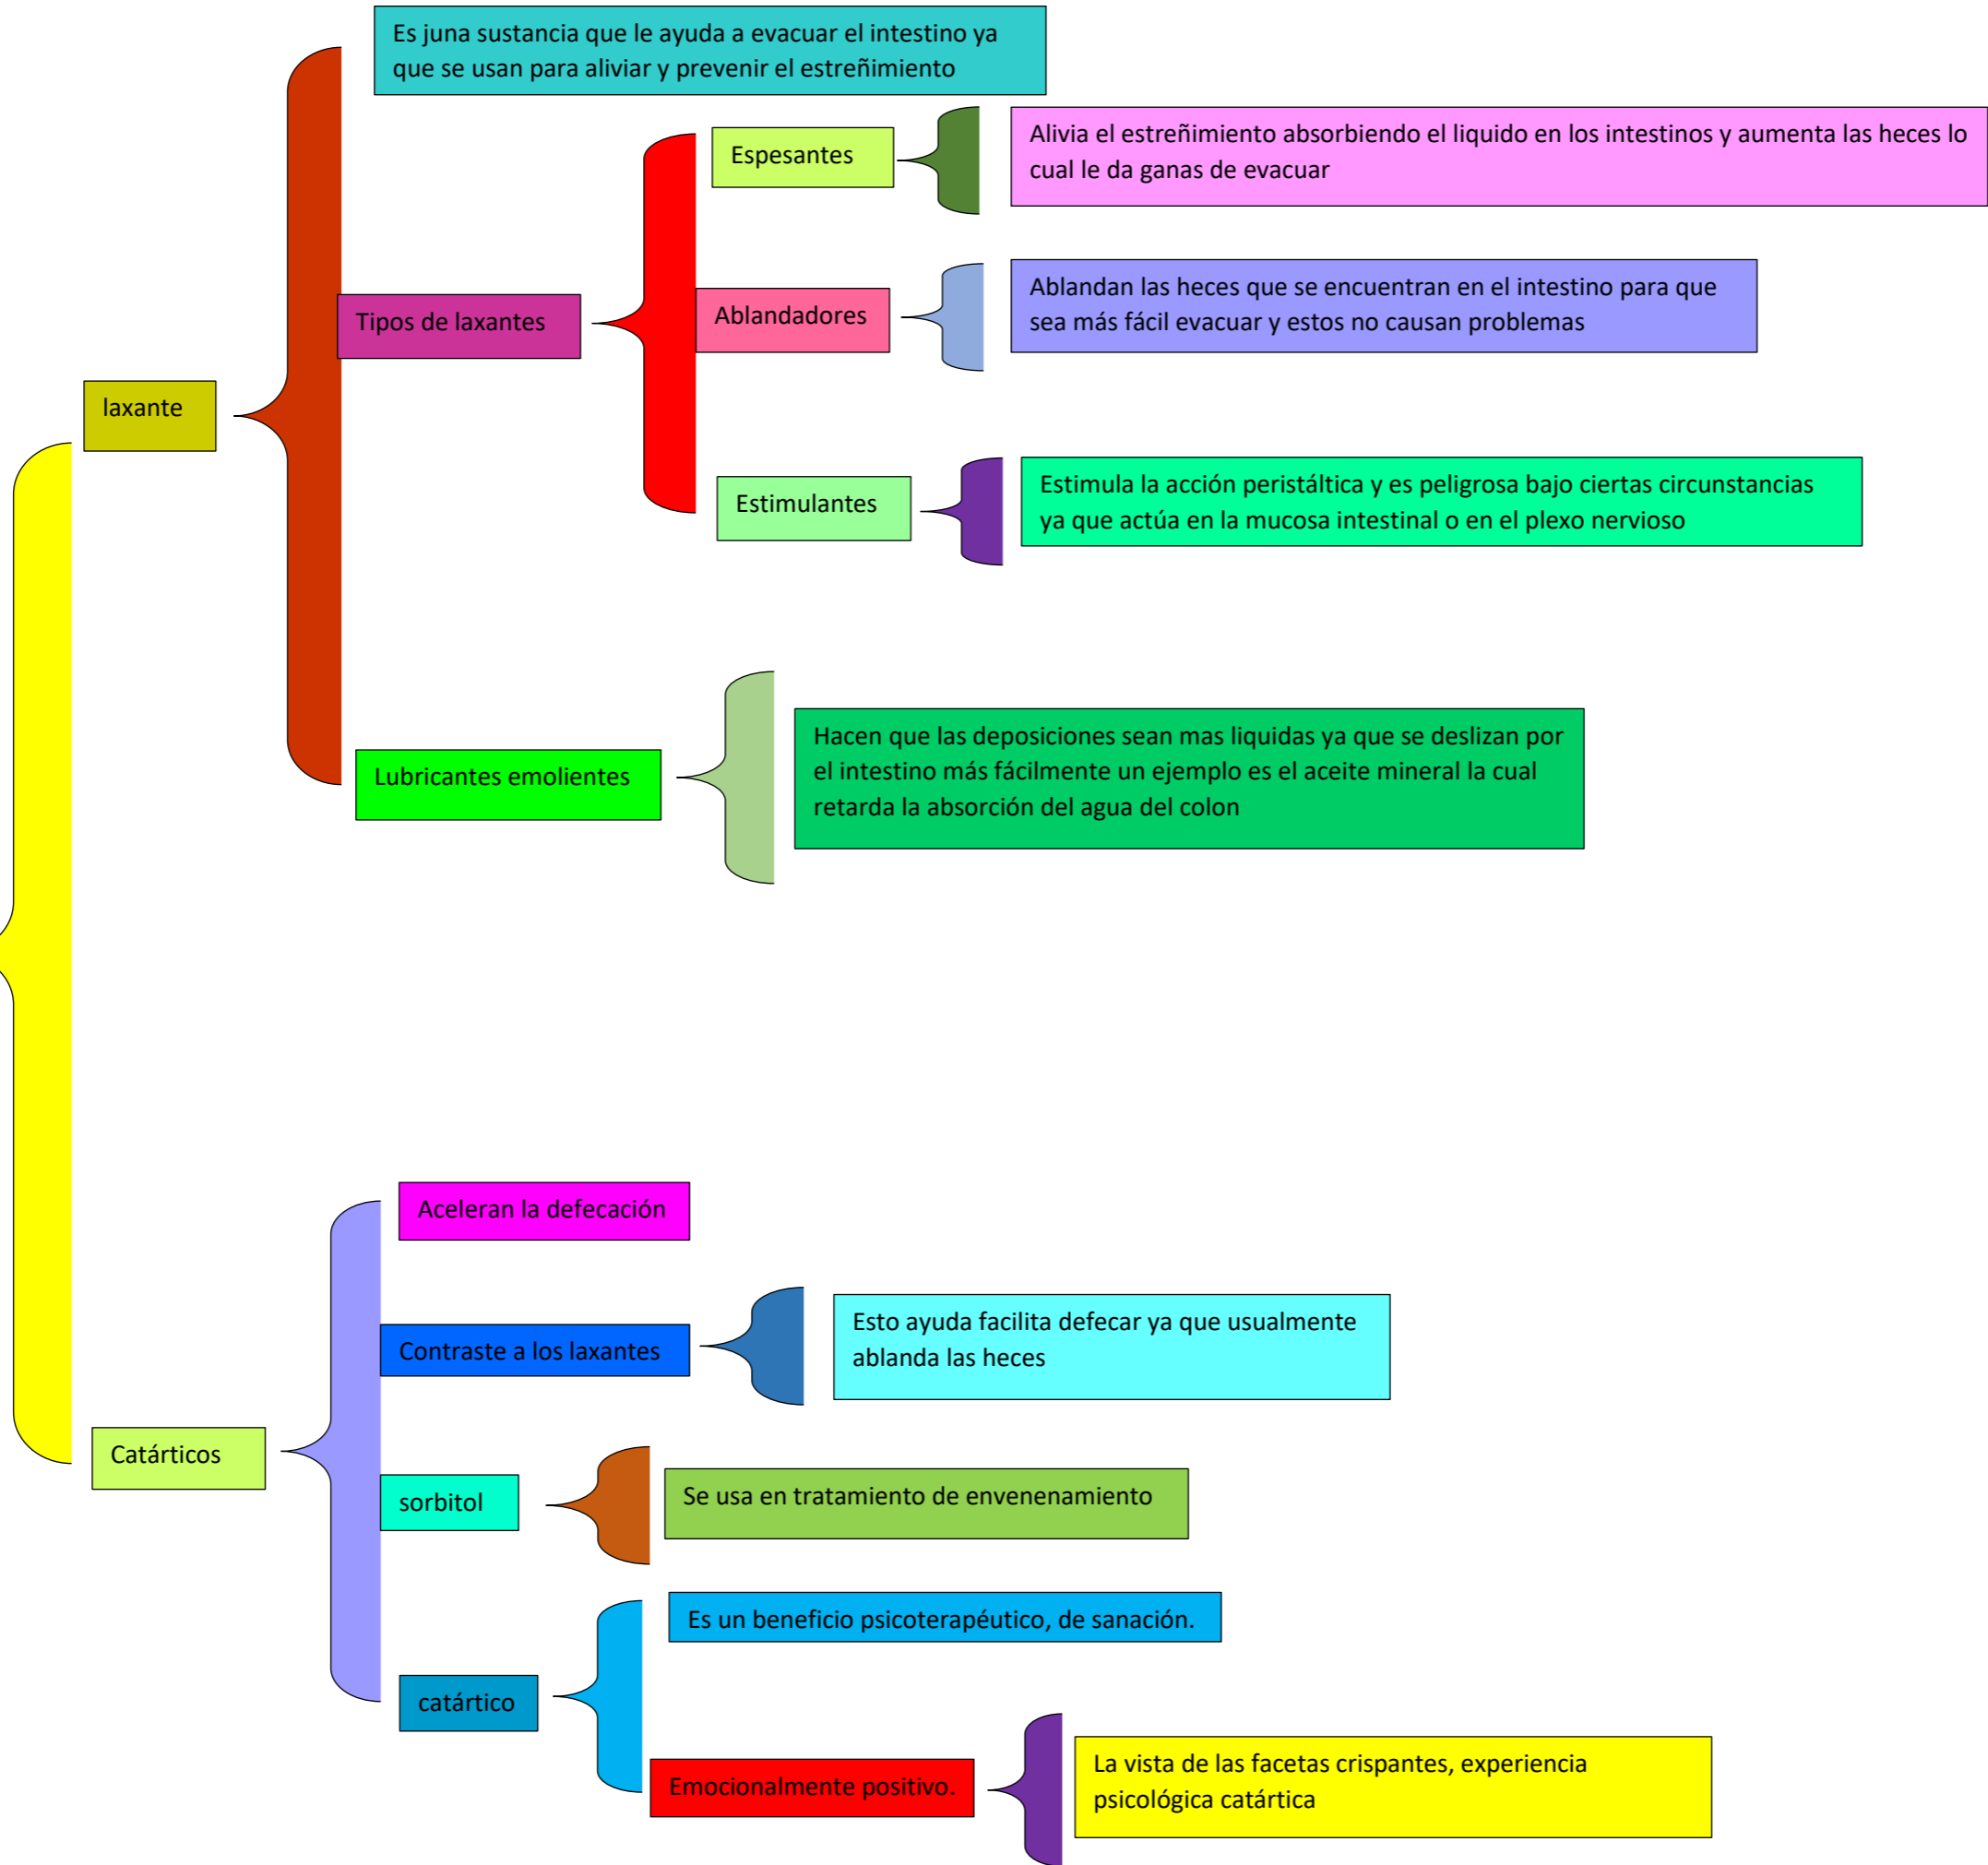 Es juna sustancia que le ayuda a evacuar el intestino ya
que se usan para aliviar y prevenir el estreñimiento
Espesantes
Alivia el estreñimiento absorbiendo el liquido en los intestinos y aumenta las heces lo
cual le da ganas de evacuar
Tipos de laxantes
Ablandadores
Ablandan las heces que se encuentran en el intestino para que
sea más fácil evacuar y estos no causan problemas
laxante
Estimulantes
Estimula la acción peristáltica y es peligrosa bajo ciertas circunstancias
ya que actúa en la mucosa intestinal o en el plexo nervioso
Lubricantes emolientes
Hacen que las deposiciones sean mas liquidas ya que se deslizan por
el intestino más fácilmente un ejemplo es el aceite mineral la cual
retarda la absorción del agua del colon
Aceleran la defecación
Contraste a los laxantes
Esto ayuda facilita defecar ya que usualmente
ablanda las heces
Catárticos
sorbitol
Se usa en tratamiento de envenenamiento
catártico
Es un beneficio psicoterapéutico, de sanación.
Emocionalmente positivo.
La vista de las facetas crispantes, experiencia
psicológica catártica